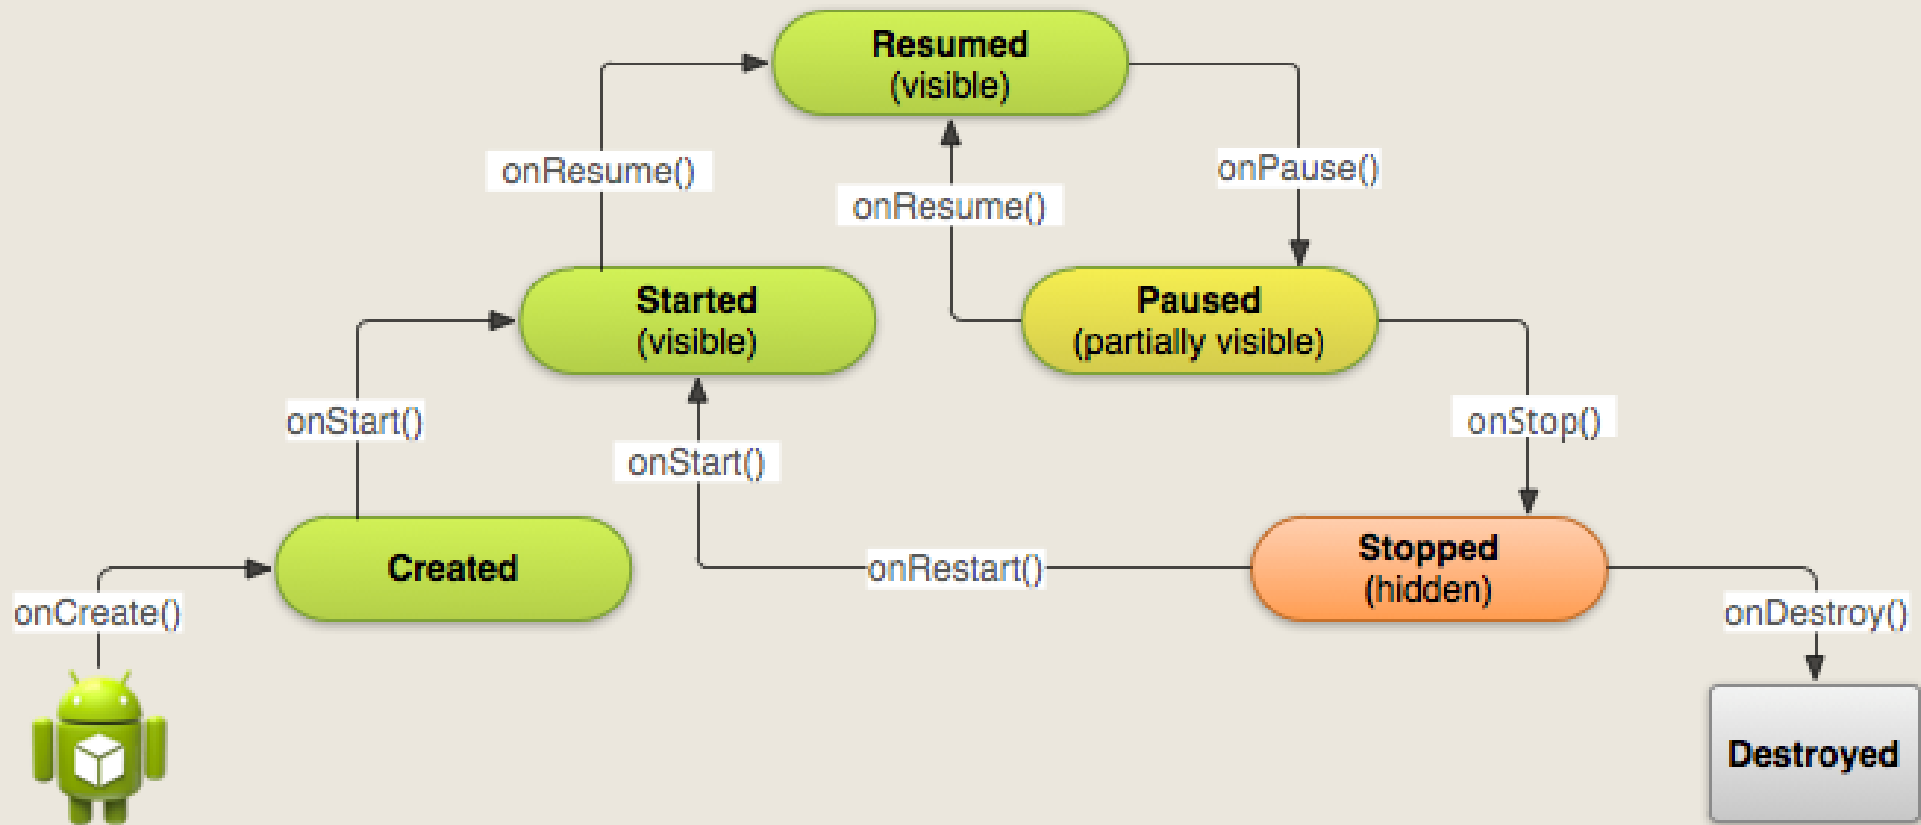 Resumed
(visible)
onResume()
onPause()
onResume()
Started
(visible)
Paused
(partially visible)
onStart()
onStop()
onStart()
Created
onRestart()
Stopped
(hidden)
onCreate()
onDestroy()
Destroyed